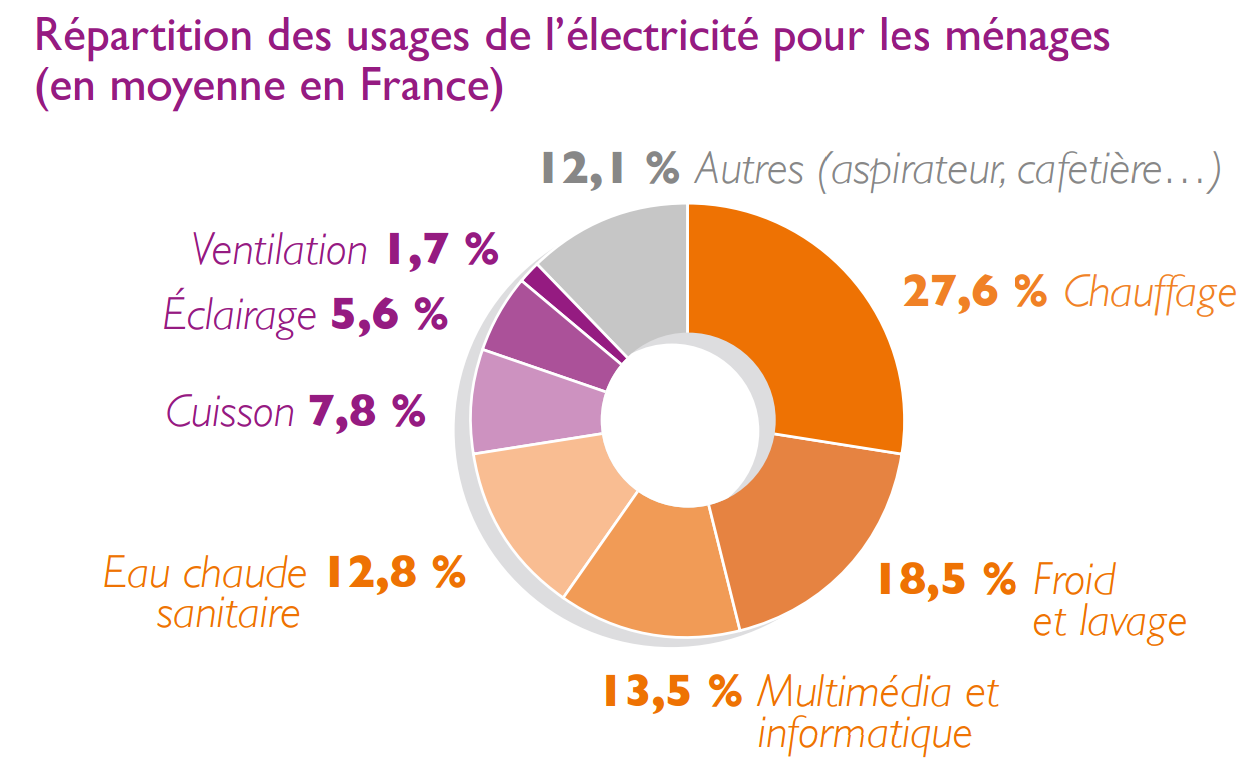 Répartition des usages de l’électricité pour les ménages
(en moyenne en France)
12,1 % Autres (aspirateur, cafetière…)
Ventilation 1,7 %
27,6 % Chauffage
Éclairage 5,6 %
Cuisson 7,8 %
Eau chaude 12,8 %
sanitaire
18,5 % Froid
et lavage
13,5 % Multimédia et
informatique